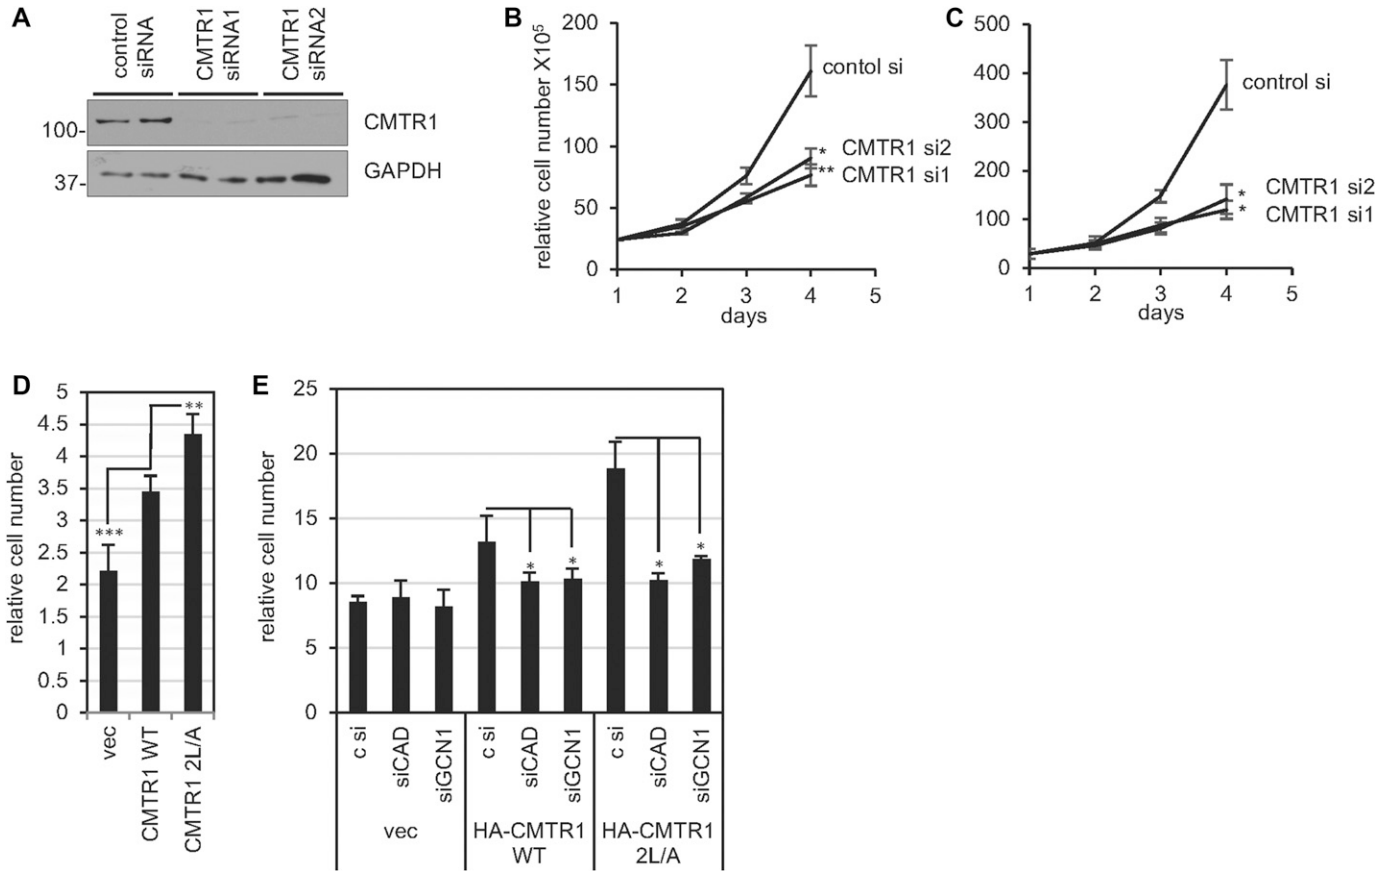 A
control
siRNA
CMTR1
siRNA1
CMTR1
siRNA2
100-
CMTR1
37-
GAPDH
B
relative cell number X10⁵
200
150
100
50
0
1 2 3 4 5
days
contol si
* CMTR1 si2
** CMTR1 si1
C
500
400
300
200
100
0
1 2 3 4 5
days
control si
* CMTR1 si2
* CMTR1 si1
D
relative cell number
5
4.5
4
3.5
3
2.5
2
1.5
1
0.5
0
***
**
vec
CMTR1 WT
CMTR1 2L/A
E
relative cell number
25
20
15
10
5
0
* * * *
c si
siCAD
siGCN1
c si
siCAD
siGCN1
c si
siCAD
siGCN1
vec
HA-CMTR1
WT
HA-CMTR1
2L/A